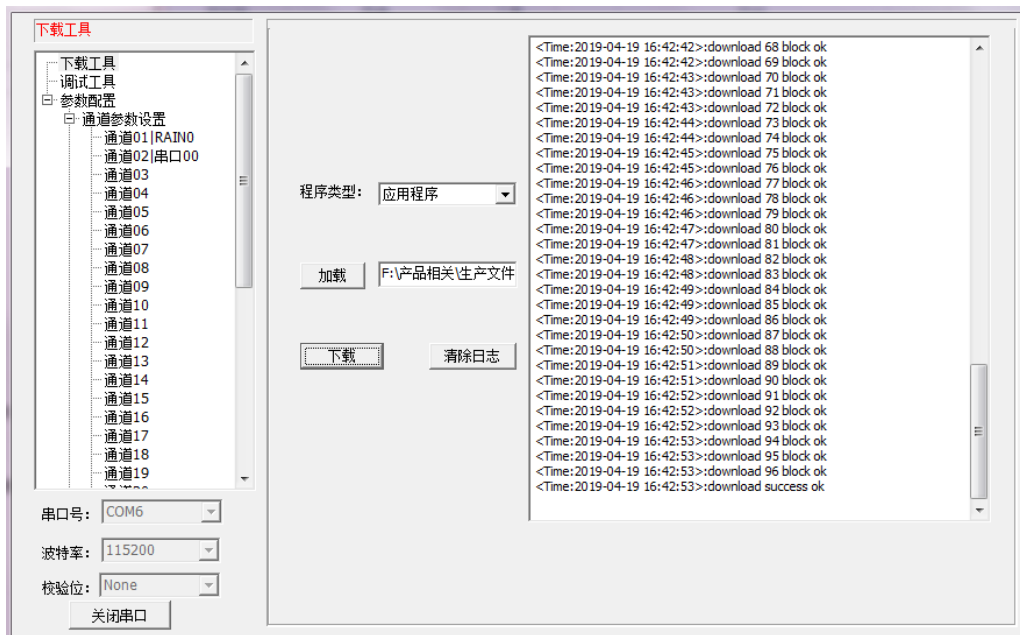 下载工具
下载工具
调试工具
参数配置
通道参数设置
通道01|RAIN0
通道02|串口00
通道03
通道04
通道05
通道06
通道07
通道08
通道09
通道10
通道11
通道12
通道13
通道14
通道15
通道16
通道17
通道18
通道19
串口号： COM6
波特率： 115200
校验位： None
关闭串口
程序类型： 应用程序
加载 F:\产品相关\生产文件
下载 清除日志
<Time:2019-04-19 16:42:42>:download 68 block ok
<Time:2019-04-19 16:42:42>:download 69 block ok
<Time:2019-04-19 16:42:43>:download 70 block ok
<Time:2019-04-19 16:42:43>:download 71 block ok
<Time:2019-04-19 16:42:43>:download 72 block ok
<Time:2019-04-19 16:42:44>:download 73 block ok
<Time:2019-04-19 16:42:44>:download 74 block ok
<Time:2019-04-19 16:42:45>:download 75 block ok
<Time:2019-04-19 16:42:45>:download 76 block ok
<Time:2019-04-19 16:42:46>:download 77 block ok
<Time:2019-04-19 16:42:46>:download 78 block ok
<Time:2019-04-19 16:42:46>:download 79 block ok
<Time:2019-04-19 16:42:47>:download 80 block ok
<Time:2019-04-19 16:42:47>:download 81 block ok
<Time:2019-04-19 16:42:48>:download 82 block ok
<Time:2019-04-19 16:42:48>:download 83 block ok
<Time:2019-04-19 16:42:49>:download 84 block ok
<Time:2019-04-19 16:42:49>:download 85 block ok
<Time:2019-04-19 16:42:49>:download 86 block ok
<Time:2019-04-19 16:42:50>:download 87 block ok
<Time:2019-04-19 16:42:50>:download 88 block ok
<Time:2019-04-19 16:42:51>:download 89 block ok
<Time:2019-04-19 16:42:51>:download 90 block ok
<Time:2019-04-19 16:42:52>:download 91 block ok
<Time:2019-04-19 16:42:52>:download 92 block ok
<Time:2019-04-19 16:42:52>:download 93 block ok
<Time:2019-04-19 16:42:53>:download 94 block ok
<Time:2019-04-19 16:42:53>:download 95 block ok
<Time:2019-04-19 16:42:53>:download 96 block ok
<Time:2019-04-19 16:42:53>:download success ok